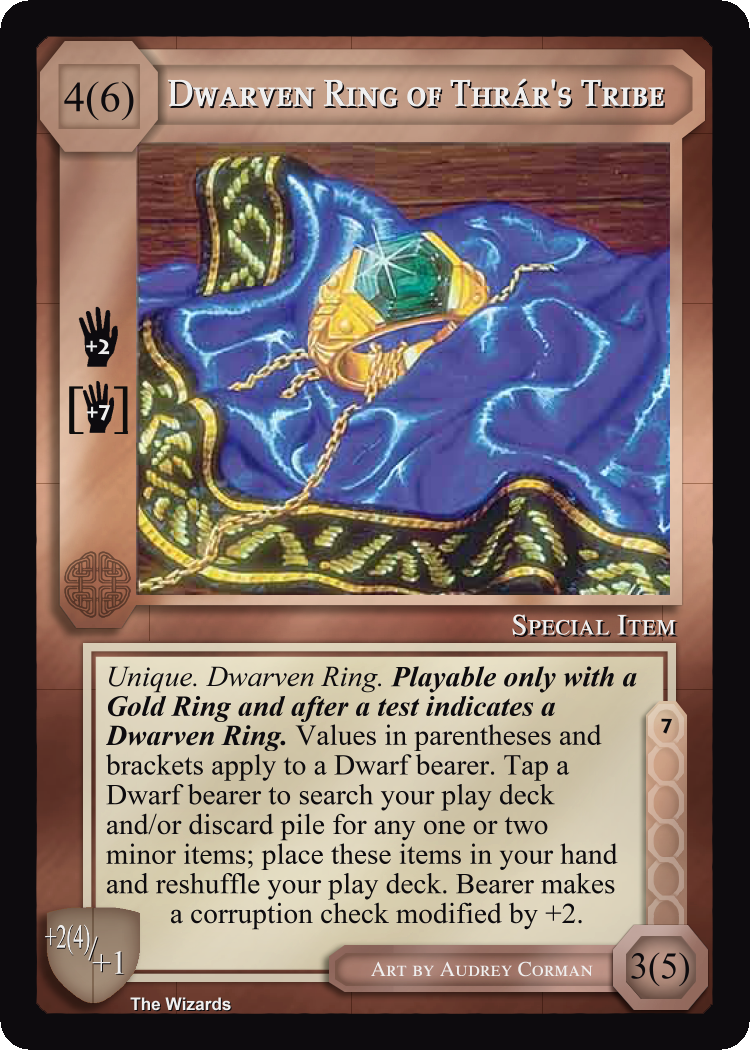 4(6)
Dwarven Ring of Thrár's Tribe
+2
[+7]
Special Item
Unique. Dwarven Ring. Playable only with a
Gold Ring and after a test indicates a
Dwarven Ring. Values in parentheses and
brackets apply to a Dwarf bearer. Tap a
Dwarf bearer to search your play deck
and/or discard pile for any one or two
minor items; place these items in your hand
and reshuffle your play deck. Bearer makes
a corruption check modified by +2.
7
+2(4)/+1
Art by Audrey Corman
3(5)
The Wizards